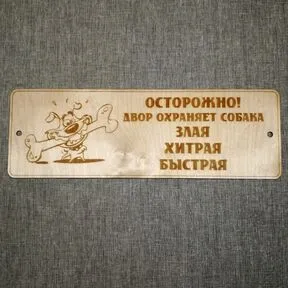 ОСТОРОЖНО!
ДВОР ОХРАНЯЕТ СОБАКА
ЗЛАЯ
ХИТРАЯ
БЫСТРАЯ